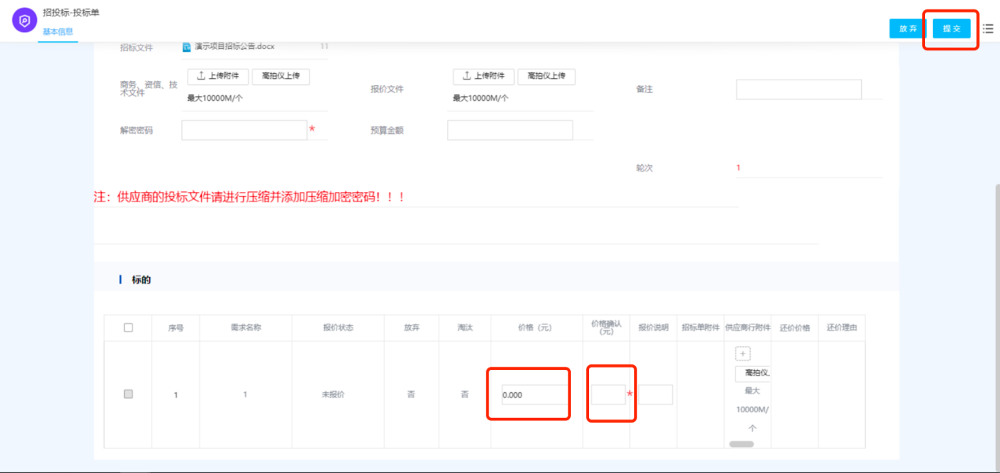 招投标-投标单
基本信息
放弃
提交
招标文件
演示项目招标公告.docx
11
商务、资信、技术文件
上传附件
高拍仪上传
最大10000M/个
报价文件
上传附件
高拍仪上传
最大10000M/个
备注
解密密码
*
预算金额
轮次
1
注：供应商的投标文件请进行压缩并添加压缩加密密码！！！
标的
序号
需求名称
报价状态
放弃
淘汰
价格（元）
价格确认
（元）
报价说明
招标单附件
供应商行附件
还价价格
还价理由
1
1
未报价
否
否
0.000
*
+
高拍仪
最大
10000M/
个